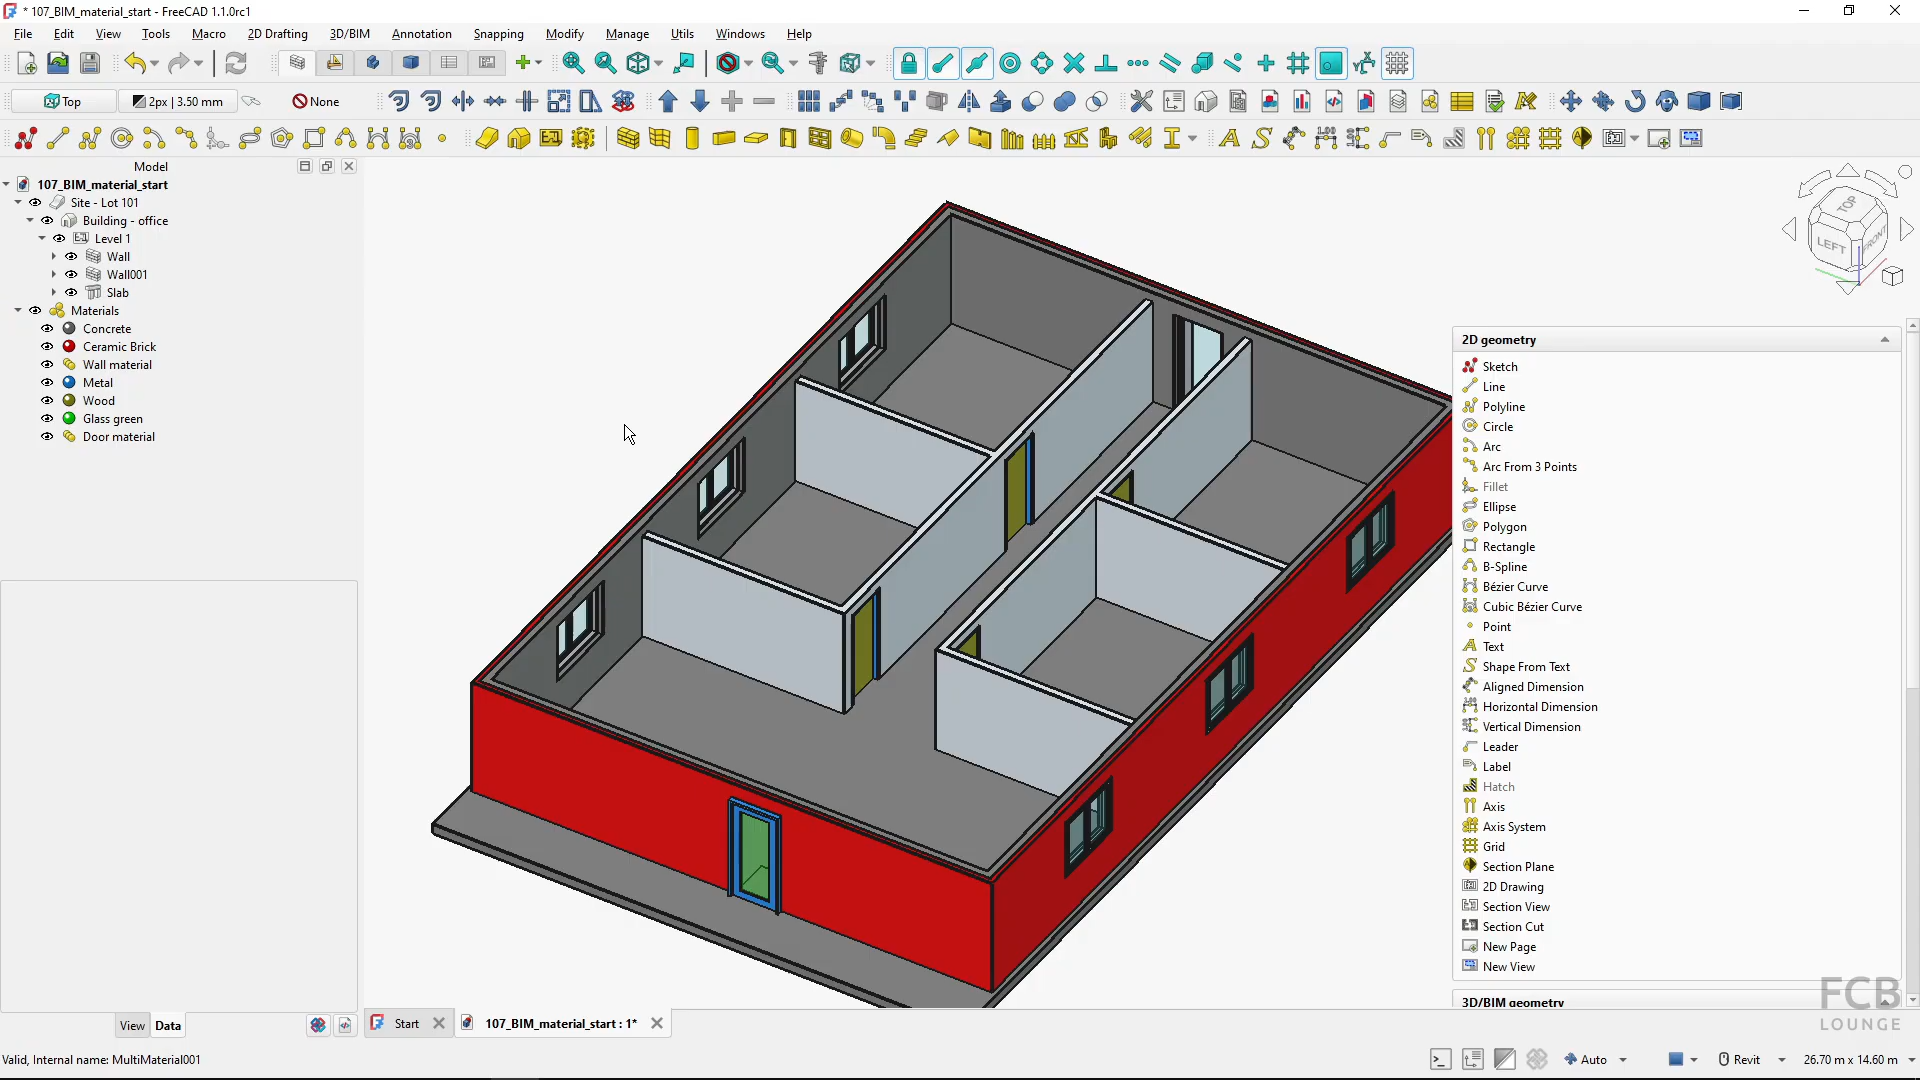 * 107_BIM_material_start - FreeCAD 1.1.0rc1
File Edit View Tools Macro 2D Drafting 3D/BIM Annotation Snapping Modify Manage Utils Windows Help
Top 2px | 3.50 mm None
Model
107_BIM_material_start
Site - Lot 101
Building - office
Level 1
Wall
Wall001
Slab
Materials
Concrete
Ceramic Brick
Wall material
Metal
Wood
Glass green
Door material
TOP
LEFT FRONT
2D geometry
Sketch
Line
Polyline
Circle
Arc
Arc From 3 Points
Fillet
Ellipse
Polygon
Rectangle
B-Spline
Bézier Curve
Cubic Bézier Curve
Point
Text
Shape From Text
Aligned Dimension
Horizontal Dimension
Vertical Dimension
Leader
Label
Hatch
Axis
Axis System
Grid
Section Plane
2D Drawing
Section View
Section Cut
New Page
New View
3D/BIM geometry
FCB
LOUNGE
View Data
Start 107_BIM_material_start : 1*
Valid, Internal name: MultiMaterial001
Auto Revit 26.70 m x 14.60 m